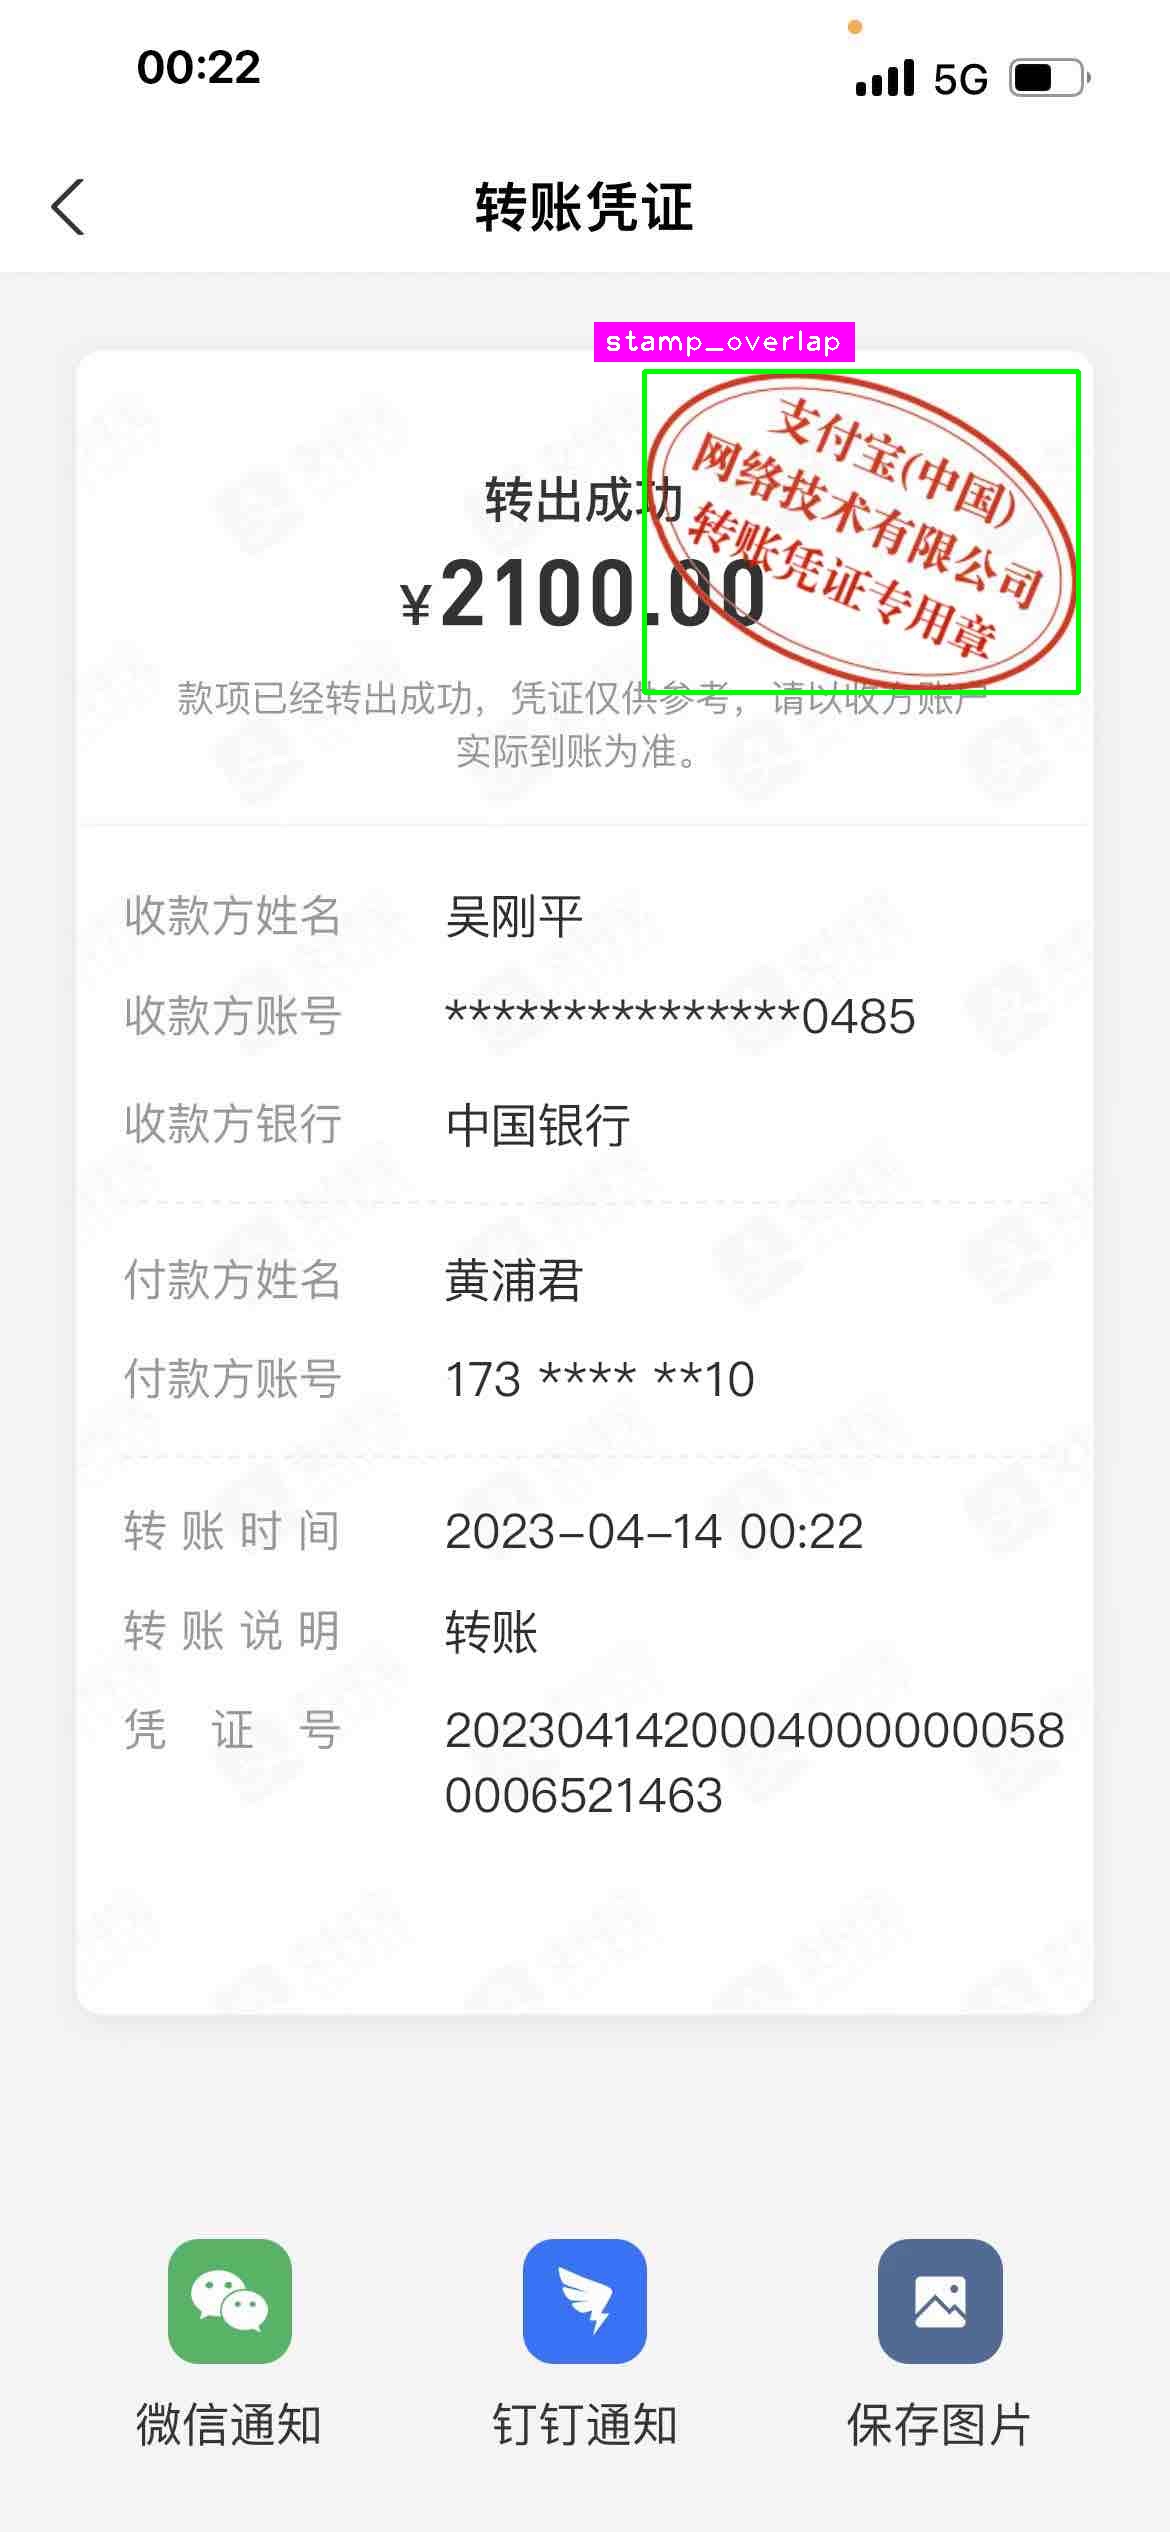 00:22
5G
转账凭证
stamp_overlap
支付宝(中国)
网络技术有限公司
转账凭证专用章
转出成功
¥2100.00
款项已经转出成功，凭证仅供参考，请以收方账户
实际到账为准。
收款方姓名 吴刚平
收款方账号 ***************0485
收款方银行 中国银行
付款方姓名 黄浦君
付款方账号 173 **** **10
转账时间 2023-04-14 00:22
转账说明 转账
凭证号 20230414200040000000058
0006521463
微信通知 钉钉通知 保存图片